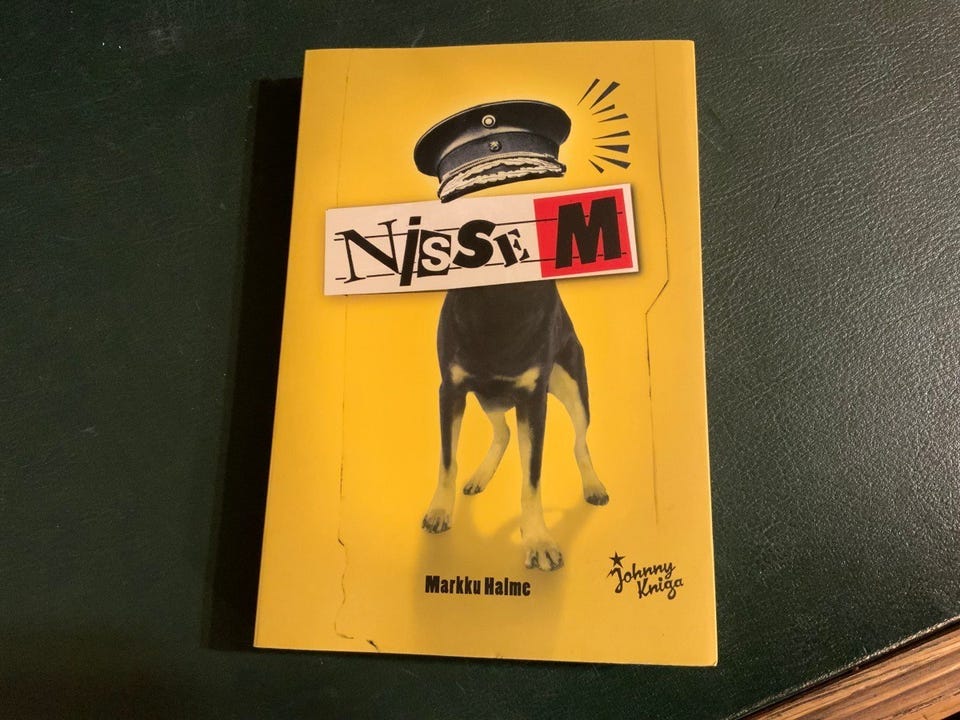 NiSSE M
Markku Halme
Johnny
Kniga